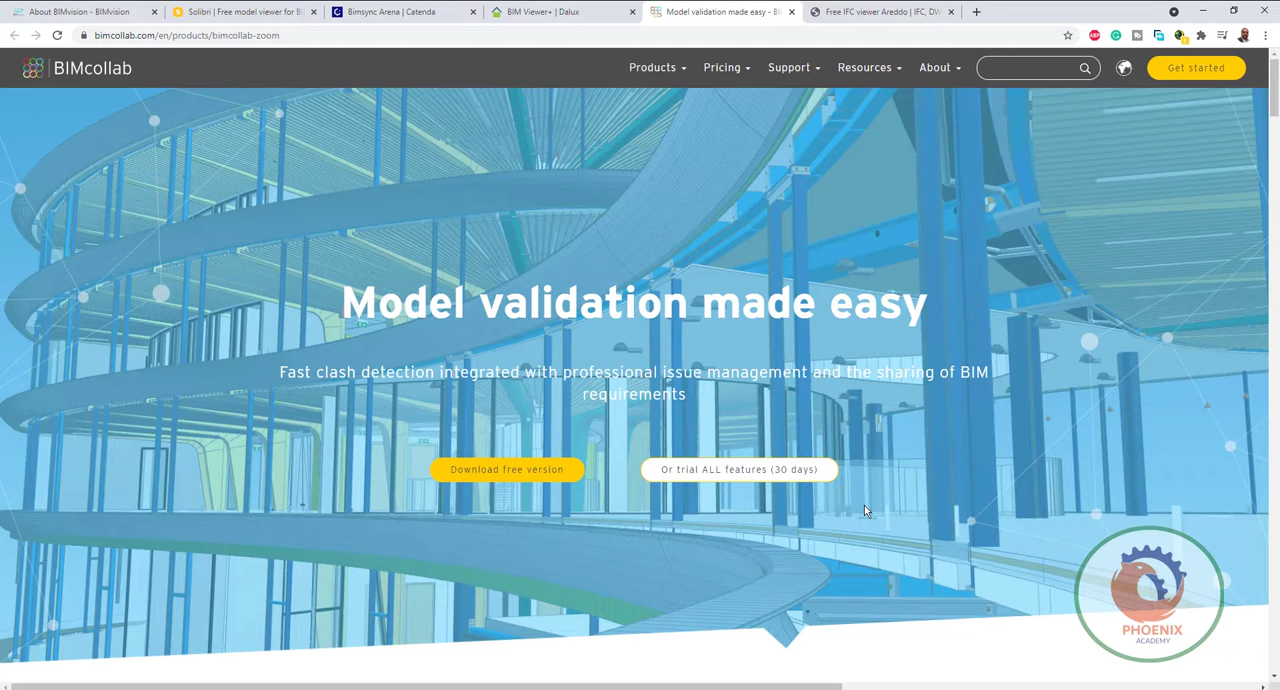 About BIMvision - BIMvision
Solibri | Free model viewer for BI
Bimsync Arena | Catenda
BIM Viewer+ | Dalux
Model validation made easy - BI
Free IFC viewer Areddo | IFC, DW
bimcollab.com/en/products/bimcollab-zoom
BIMcollab
Products
Pricing
Support
Resources
About
Get started
Model validation made easy
Fast clash detection integrated with professional issue management and the sharing of BIM
requirements
Download free version
Or trial ALL features (30 days)
PHOENIX
ACADEMY